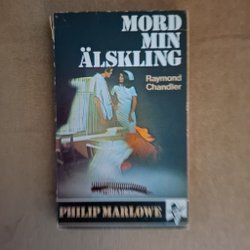 MORD
MIN
ÄLSKLING
Raymond
Chandler
PHILIP MARLOWE